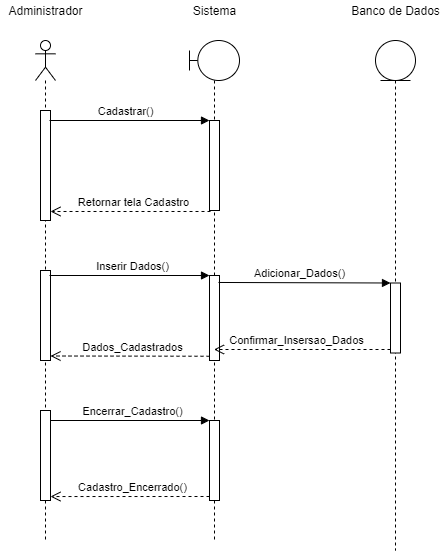 Administrador
Sistema
Banco de Dados
Cadastrar()
Retornar tela Cadastro
Inserir Dados()
Adicionar_Dados()
Confirmar_Insersao_Dados
Dados_Cadastrados
Encerrar_Cadastro()
Cadastro_Encerrado()